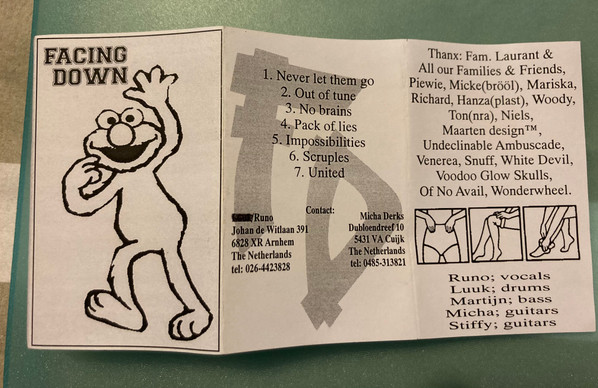 FACING
DOWN
1. Never let them go
2. Out of tune
3. No brains
4. Pack of lies
5. Impossibilities
6. Scruples
7. United
Contact:
/Runo
Johan de Witlaan 391
6828 XR Arnhem
The Netherlands
tel: 026-4423828
Micha Derks
Dubloendreef 10
5431 VA Cuijk
The Netherlands
tel: 0485-313821
Thanx: Fam. Laurant &
All our Families & Friends,
Piewie, Micke(brööl), Mariska,
Richard, Hanza(plast), Woody,
Ton(nra), Niels,
Maarten design™,
Undeclinable Ambuscade,
Venerea, Snuff, White Devil,
Voodoo Glow Skulls,
Of No Avail, Wonderwheel.
Runo; vocals
Luuk; drums
Martijn; bass
Micha; guitars
Stiffy; guitars